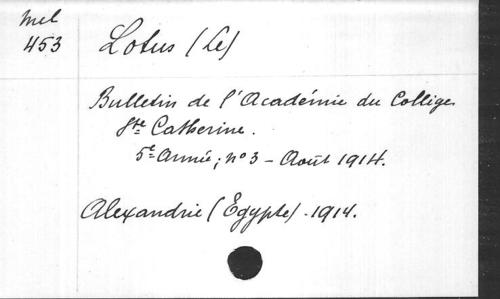 Mel
453
Lotus (Le)
Bulletin de l'Académie du Collège
Ste Catherine.
5e Année; no 3 - Août 1914.
Alexandrie (Egypte) - 1914.